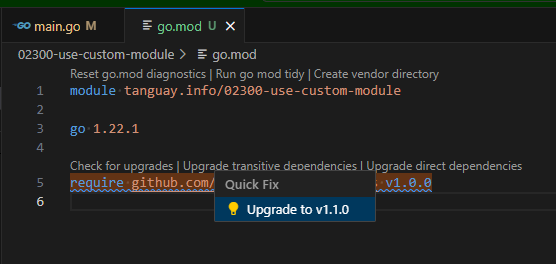 main.go
go.mod U
02300-use-custom-module > go.mod
Reset go.mod diagnostics | Run go mod tidy | Create vendor directory
1 module tanguay.info/02300-use-custom-module
2
3 go 1.22.1
4
Check for upgrades | Upgrade transitive dependencies | Upgrade direct dependencies
5 require github.com/ v1.0.0
Quick Fix
Upgrade to v1.1.0
6